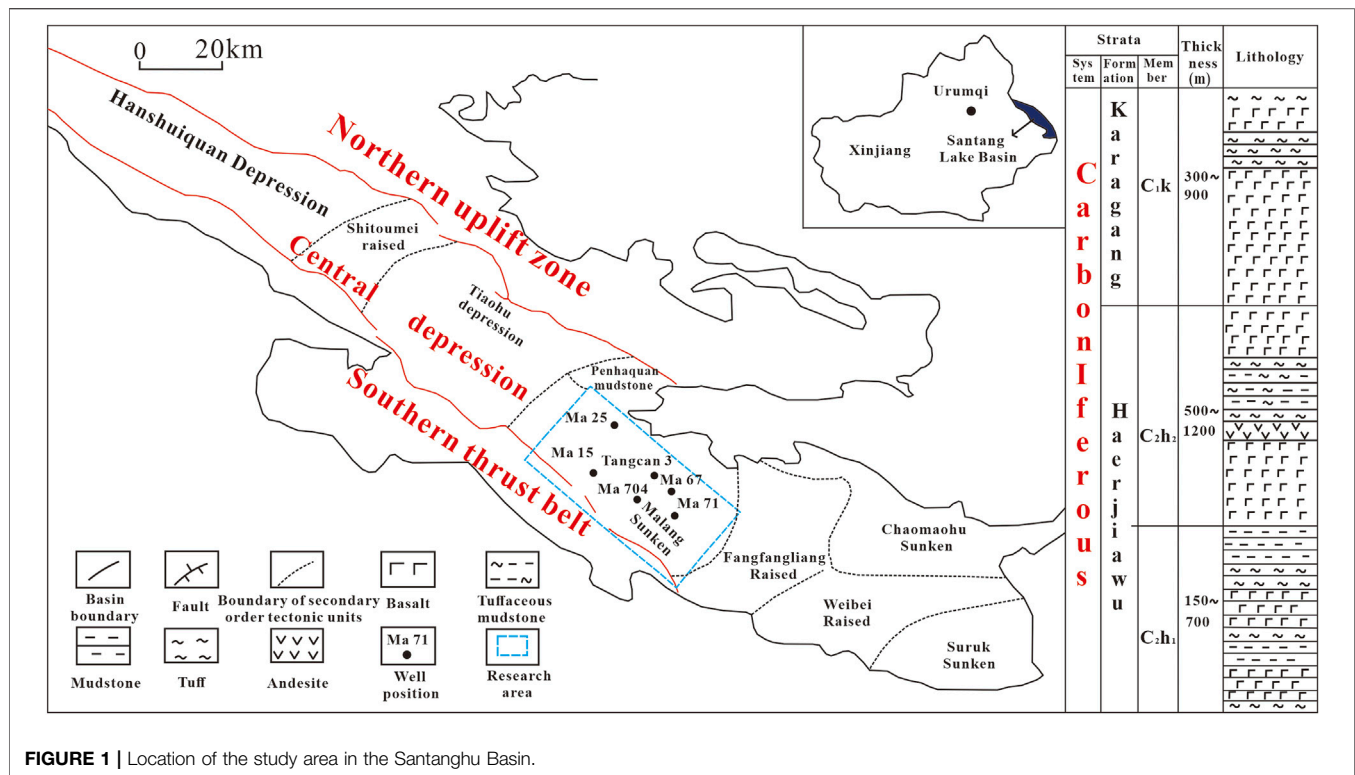 0 20km
Hanshuiquan Depression
Northern uplift zone
Shitoumei
raised
Central
depression
Tiaohu
depression
Penhaquan
mudstone
Southern thrust belt
Ma 25
Ma 15
Tangcan 3
Ma 67
Ma 704
Ma 71
Malang
Sunken
Fangfangliang
Raised
Chaomaohu
Sunken
Weibei
Raised
Suruk
Sunken
Urumqi
Santang
Lake Basin
Xinjiang
Basin
boundary
Fault
Boundary of secondary
order tectonic units
Basalt
Tuffaceous
mudstone
Mudstone
Tuff
Andesite
Ma 71
Well
position
Research
area
Strata
Thick
ness
(m)
Lithology
Sys
tem
Form
ation
Mem
ber
CarbonIferous
Karagang
C₁k
300~
900
Haerjiawu
C₂h₂
500~
1200
C₂h₁
150~
700
FIGURE 1 | Location of the study area in the Santanghu Basin.